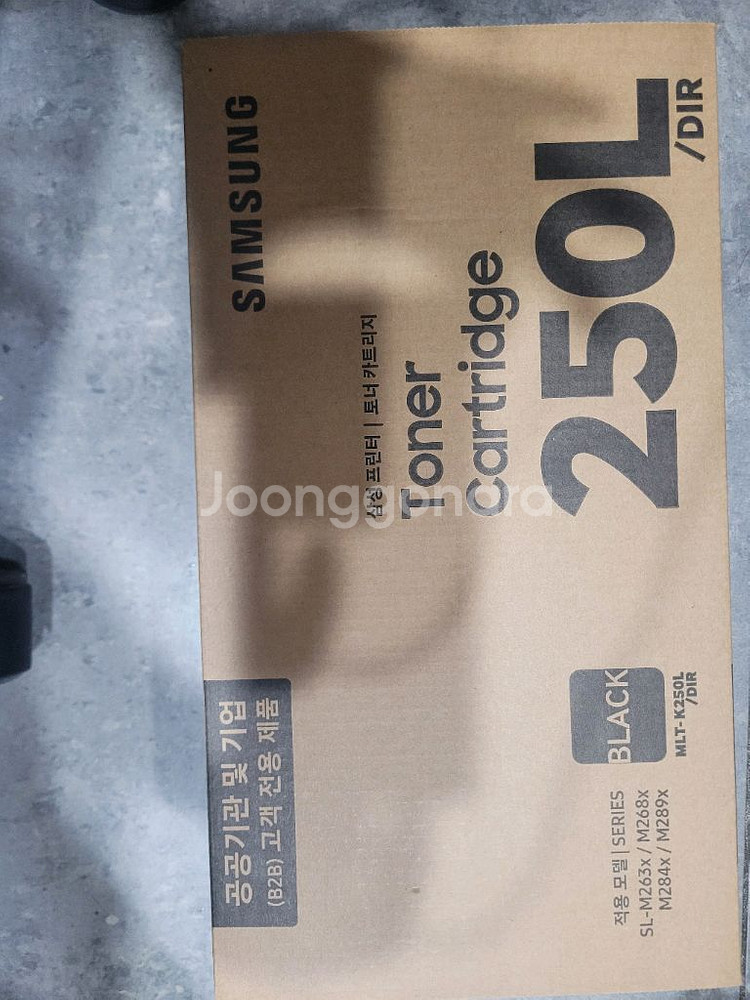 공공기관 및 기업
(B2B) 고객 전용 제품
SAMSUNG
삼성 프린터 | 토너 카트리지
Toner
Cartridge
250L
/DIR
적용 모델 | SERIES
SL-M263x / M268x
M284x / M289x
BLACK
MLT-K250L
/DIR
Joonggonara